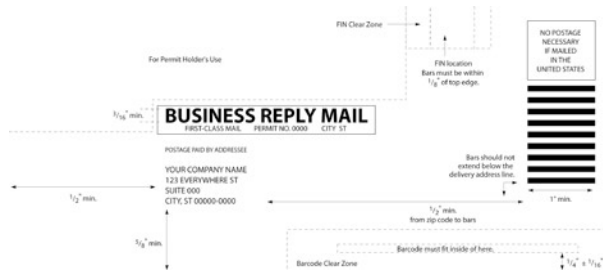 FIN Clear Zone
NO POSTAGE
NECESSARY
IF MAILED
IN THE
UNITED STATES
For Permit Holder's Use
FIN location
Bars must be within
1/8" of top edge.
3/16" min.
BUSINESS REPLY MAIL
FIRST-CLASS MAIL PERMIT NO. 0000 CITY ST
POSTAGE PAID BY ADDRESSEE
YOUR COMPANY NAME
123 EVERYWHERE ST
SUITE 000
CITY, ST 00000-0000
Bars should not
extend below the
delivery address line.
1/2" min.
1/2" min.
from zip code to bars
1" min.
5/8" min.
Barcode must fit inside of here.
Barcode Clear Zone
1/4" ± 1/16"